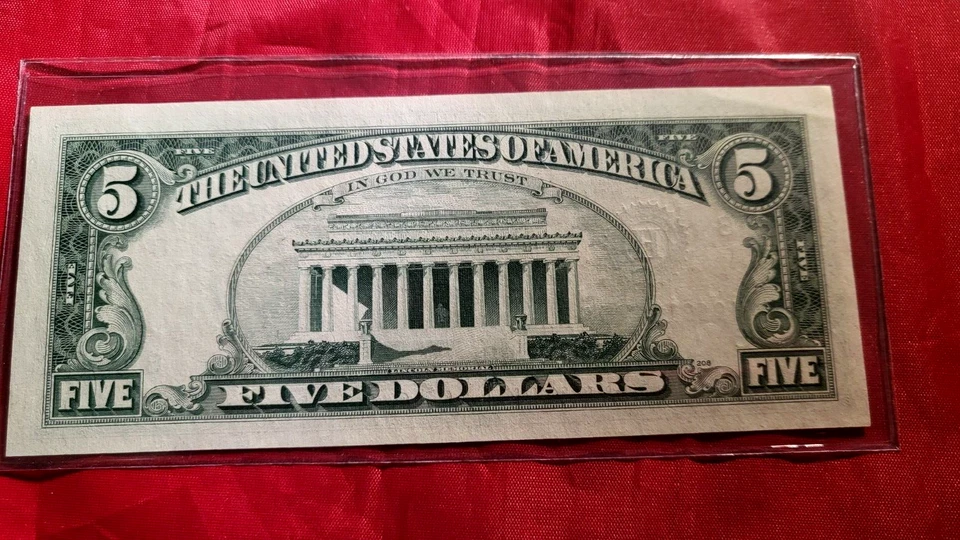 FIVE FIVE
5 5
THE UNITED STATES OF AMERICA
IN GOD WE TRUST
FIVE FIVE
LINCOLN MEMORIAL
208
FIVE FIVE DOLLARS FIVE